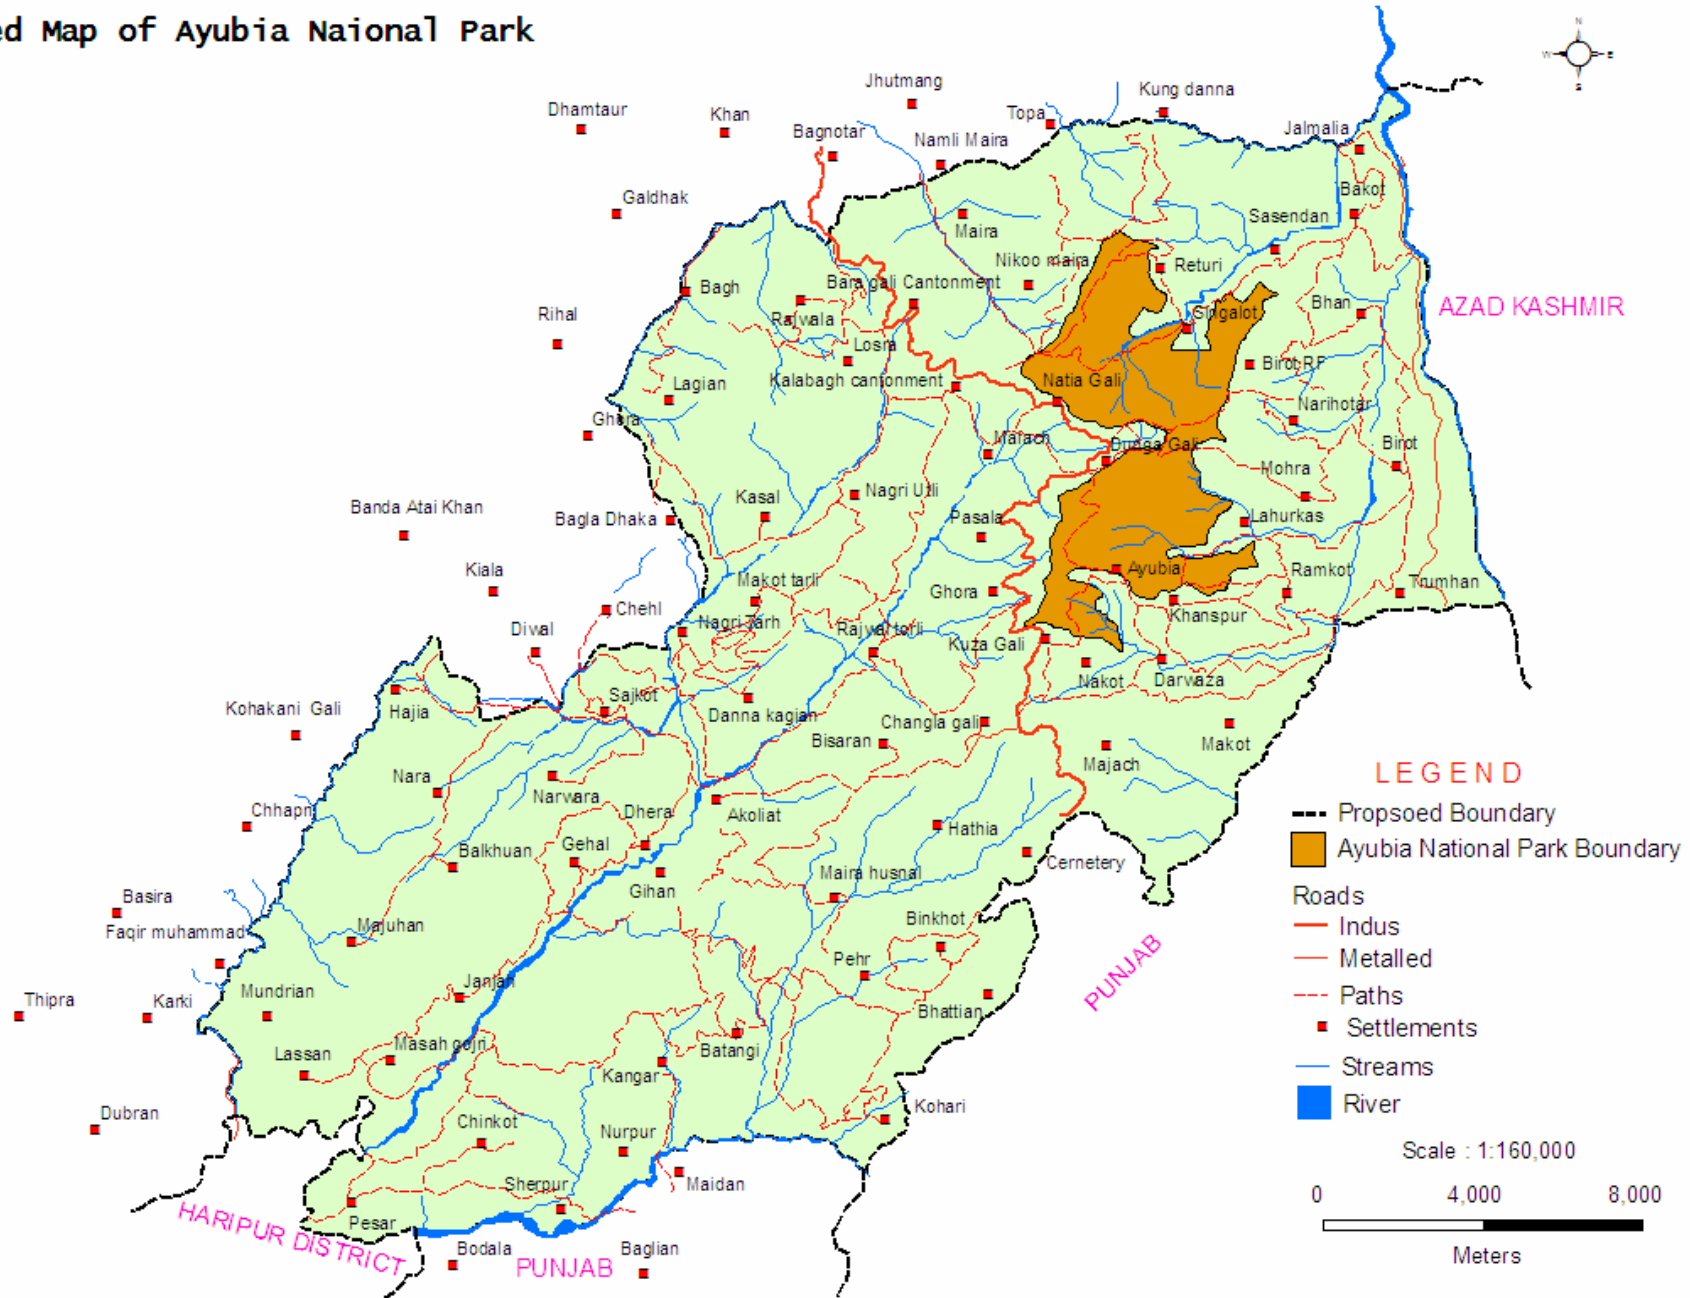 ed Map of Ayubia Naional Park
N
W
E
S
Jhutmang
Kung danna
Dhamtaur
Khan
Topa
Bagnotar
Namli Maira
Jalmalia
Galdhak
Bakot
Sasendan
Maira
Nikoo maira
Returi
Bagh
Bara gali Cantonment
Bhan
AZAD KASHMIR
Rihal
Rajwala
Singalot
Losra
Birot RF
Lagian
Kalabagh cantonment
Natia Gali
Narihotar
Ghora
Malach
Dunga Gali
Birot
Mohra
Kasal
Nagri Utli
Banda Atai Khan
Bagla Dhaka
Pasala
Lahurkas
Kiala
Makot tarli
Ayubia
Ramkot
Trumhan
Ghora
Chehl
Khanspur
Diwal
Nagri Tarh
Rajwal torli
Kuza Gali
Nakot
Darwaza
Sajkot
Kohakani Gali
Hajia
Danna kagian
Changla gali
Bisaran
Makot
Majach
LEGEND
Nara
Narwara
Propsoed Boundary
Chhapri
Dhera
Akoliat
Hathia
Ayubia National Park Boundary
Gehal
Balkhuan
Cernetery
Maira husnal
Gihan
Basira
Roads
Binkhot
Indus
Faqir muhammad
Majuhan
Pehr
PUNJAB
Metalled
Janjah
Mundrian
Paths
Thipra
Karki
Bhattian
Settlements
Masah gojri
Batangi
Lassan
Kangar
Streams
River
Dubran
Kohari
Chinkot
Nurpur
Scale : 1:160,000
Sherpur
Maidan
0 4,000 8,000
HARIPUR DISTRICT
Pesar
Bodala
PUNJAB
Baglian
Meters